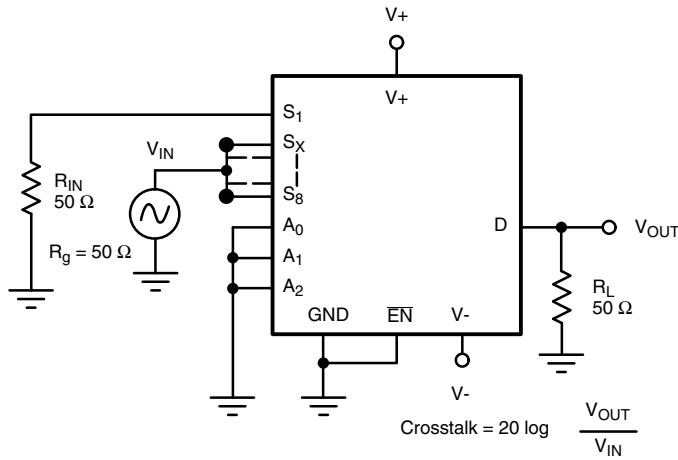 V+
V+
S1
SX
VIN
RIN
50 Ω
S8
Rg = 50 Ω
A0
A1
A2
D
VOUT
RL
50 Ω
GND
EN
V-
V-
Crosstalk = 20 log VOUT
VIN